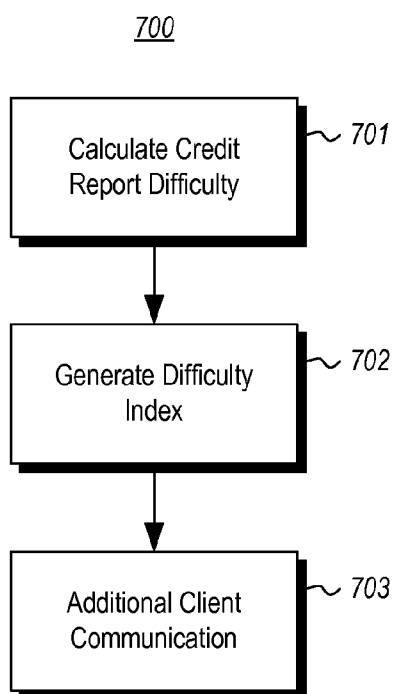 700
Calculate Credit
Report Difficulty
701
Generate Difficulty
Index
702
Additional Client
Communication
703